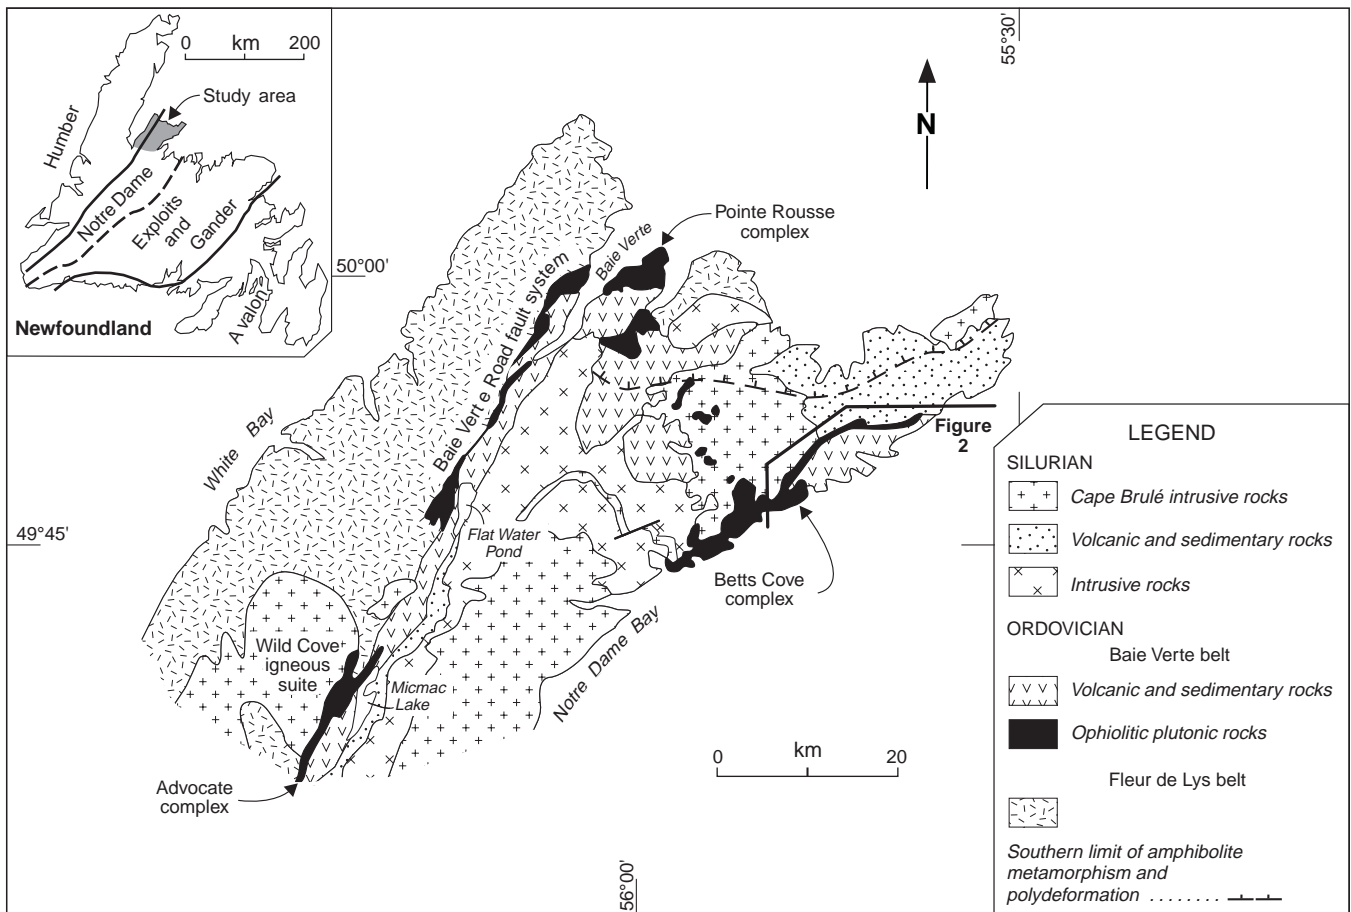 0 km 200
Study area
Humber
Notre Dame
Exploits
and
Gander
Avalon
Newfoundland
55°30'
N
50°00'
49°45'
56°00'
Pointe Rousse
complex
Baie Verte
Baie Vert e Road fault system
White Bay
Flat Water
Pond
Figure
2
Betts Cove
complex
Notre Dame Bay
Wild Cove
igneous
suite
Micmac
Lake
Advocate
complex
0 km 20
LEGEND
SILURIAN
Cape Brulé intrusive rocks
Volcanic and sedimentary rocks
Intrusive rocks
ORDOVICIAN
Baie Verte belt
Volcanic and sedimentary rocks
Ophiolitic plutonic rocks
Fleur de Lys belt
Southern limit of amphibolite
metamorphism and
polydeformation ........